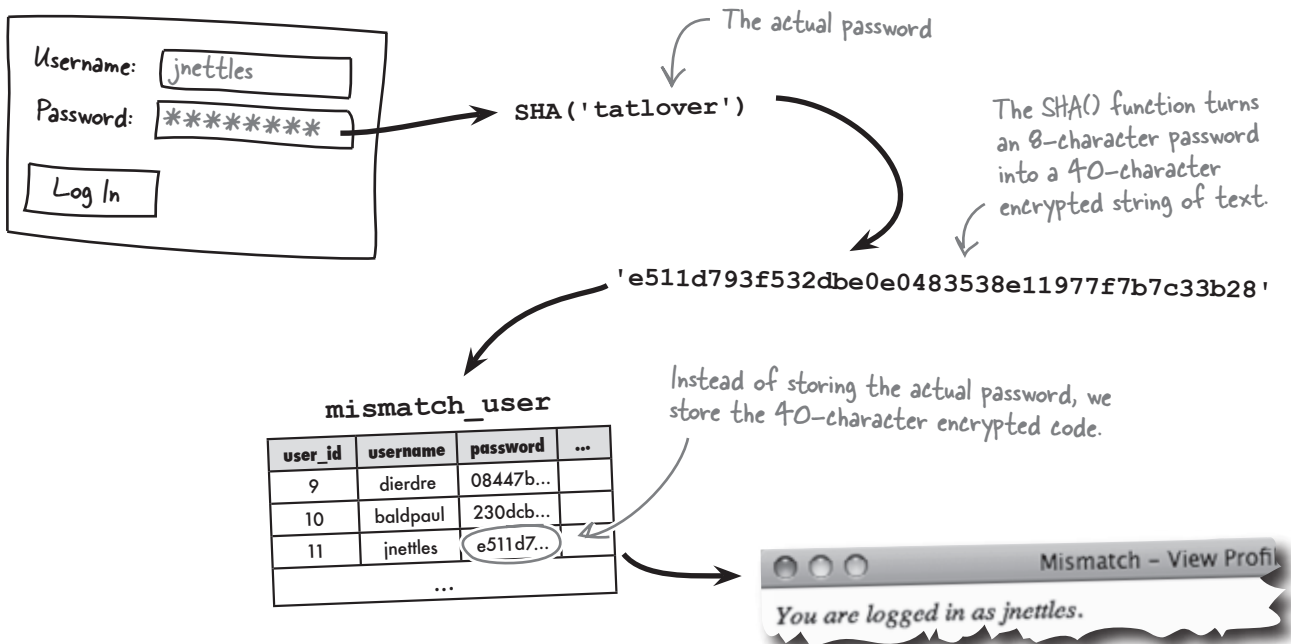 The actual password
Username: jnettles
Password: ********
Log In
SHA('tatlover')
The SHA() function turns
an 8-character password
into a 40-character
encrypted string of text.
'e511d793f532dbe0e0483538e11977f7b7c33b28'
Instead of storing the actual password, we
store the 40-character encrypted code.
mismatch_user
user_id username password ...
9 dierdre 08447b...
10 baldpaul 230dcb...
11 jnettles e511d7...
...
Mismatch - View Profil
You are logged in as jnettles.